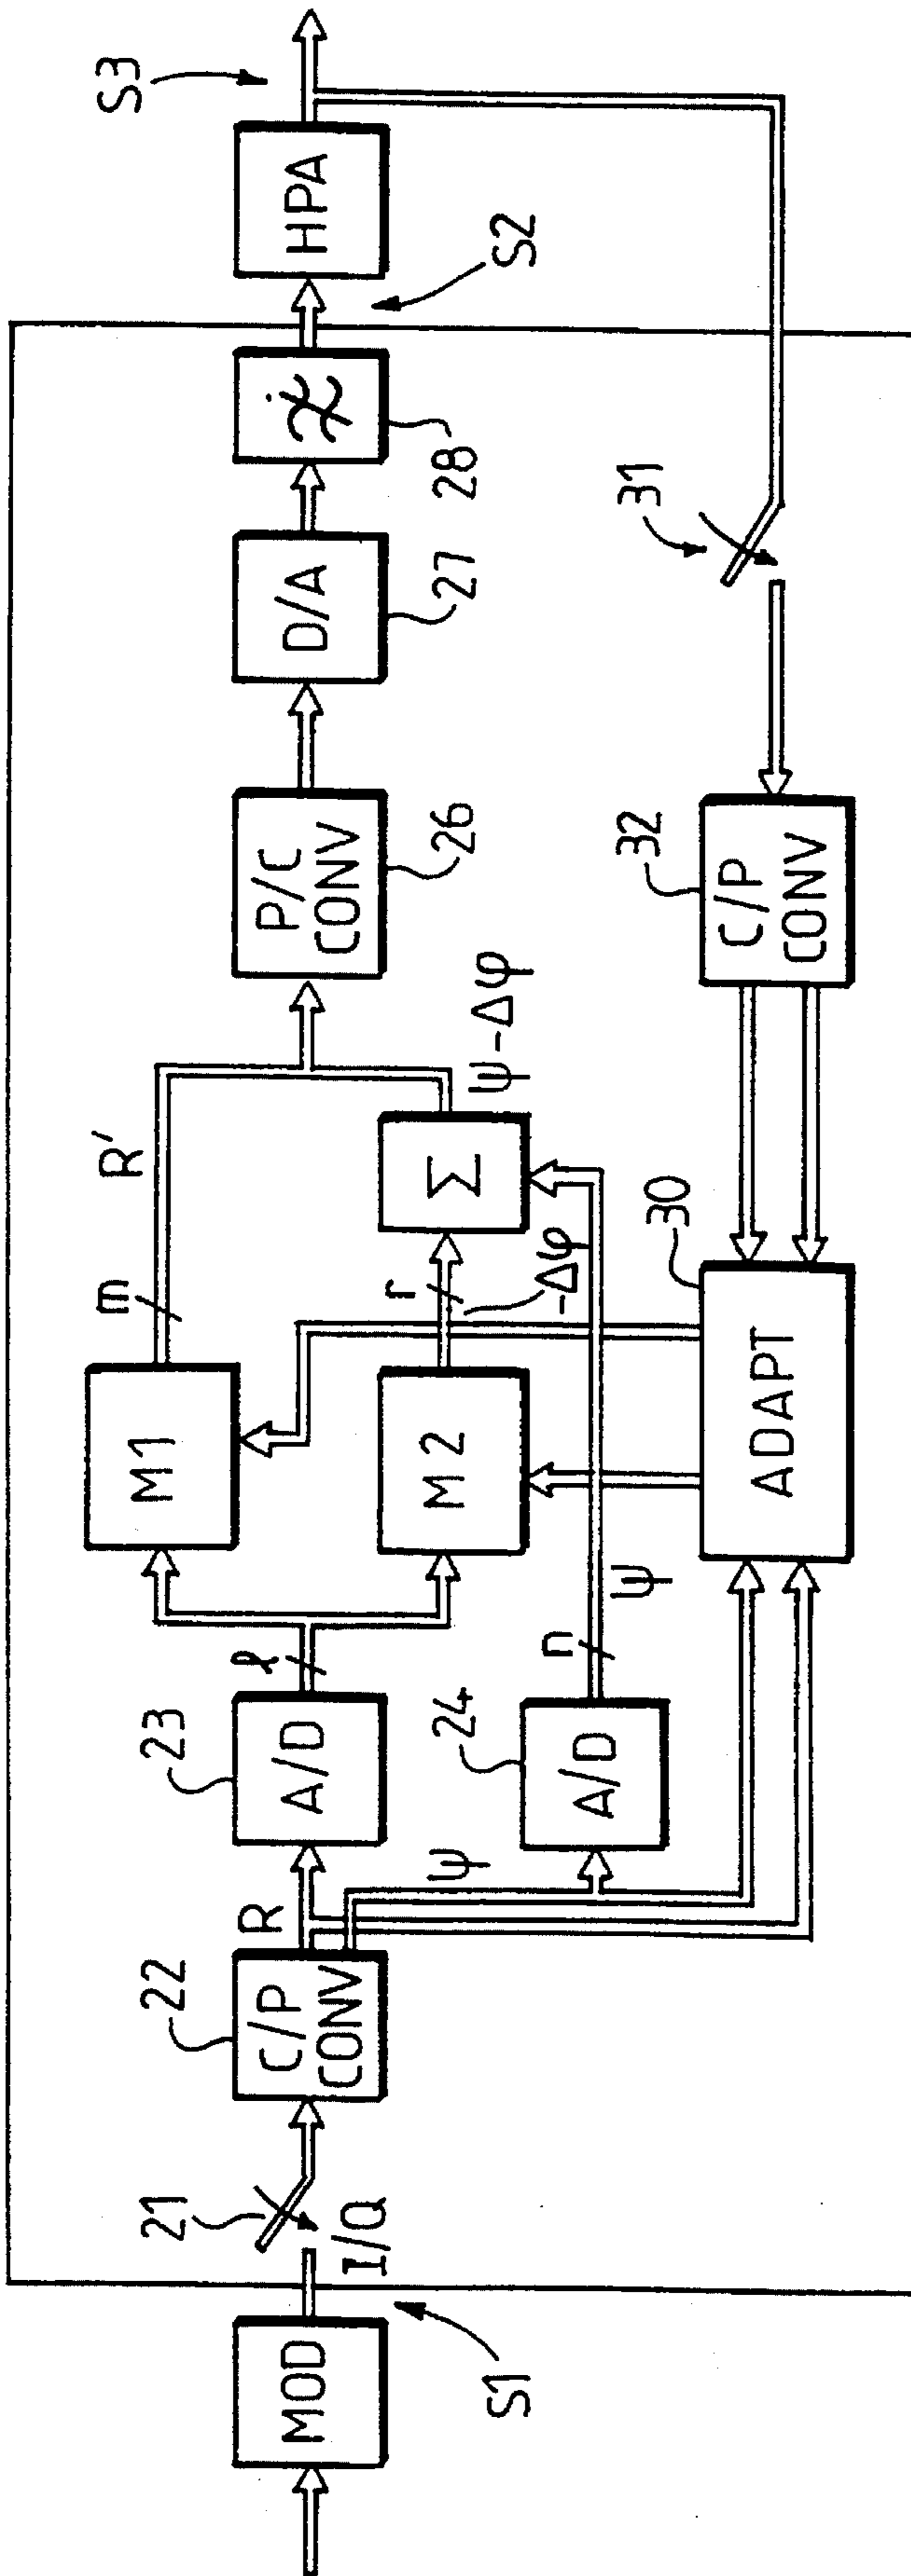 MOD
S1
I/Q
21
22
C/P
CONV
R
Ψ
23
A/D
24
A/D
ℓ
n
Ψ
M1
M2
m
R'
r
-Δφ
Σ
Ψ-Δφ
30
ADAPT
26
P/C
CONV
32
C/P
CONV
27
D/A
28
31
S2
HPA
S3